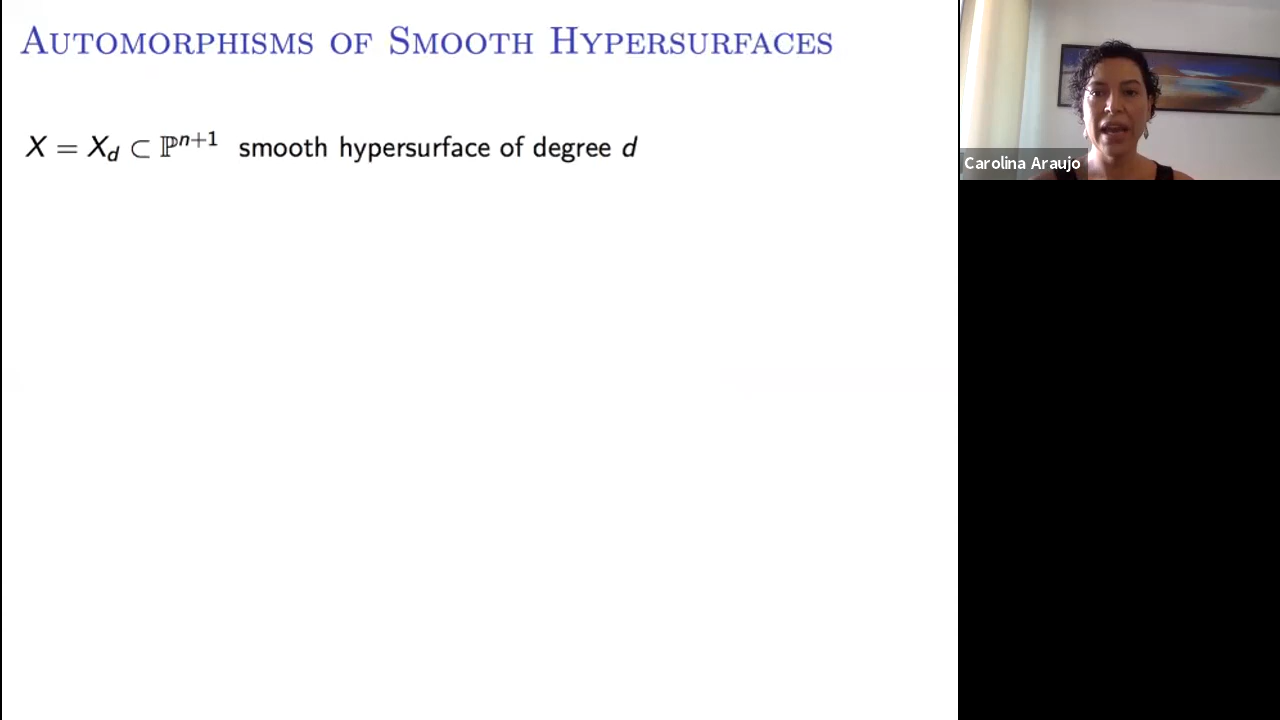 AUTOMORPHISMS OF SMOOTH HYPERSURFACES
X = X_d ⊂ ℙ^{n+1} smooth hypersurface of degree d
Carolina Araujo